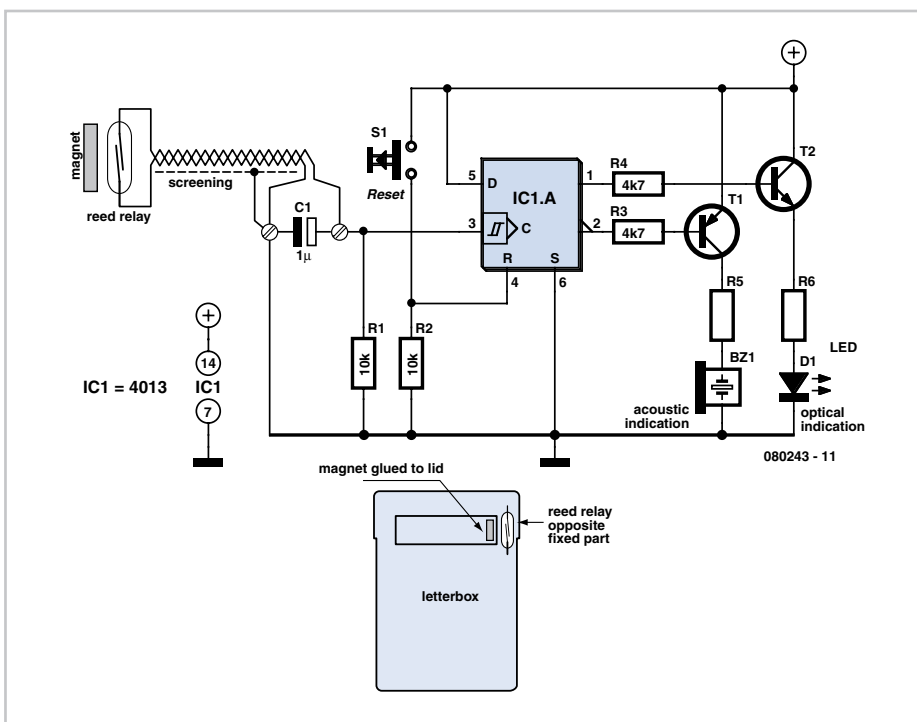 magnet
reed relay
screening
C1
1µ
S1
Reset
5 D
IC1.A
1
R4
4k7
T2
T1
3
C
2
R3
4k7
R S
4 6
R5
R6
R1
10k
R2
10k
LED
BZ1
D1
acoustic
indication
optical
indication
IC1 = 4013
14
IC1
7
080243 - 11
magnet glued to lid
reed relay
opposite
fixed part
letterbox